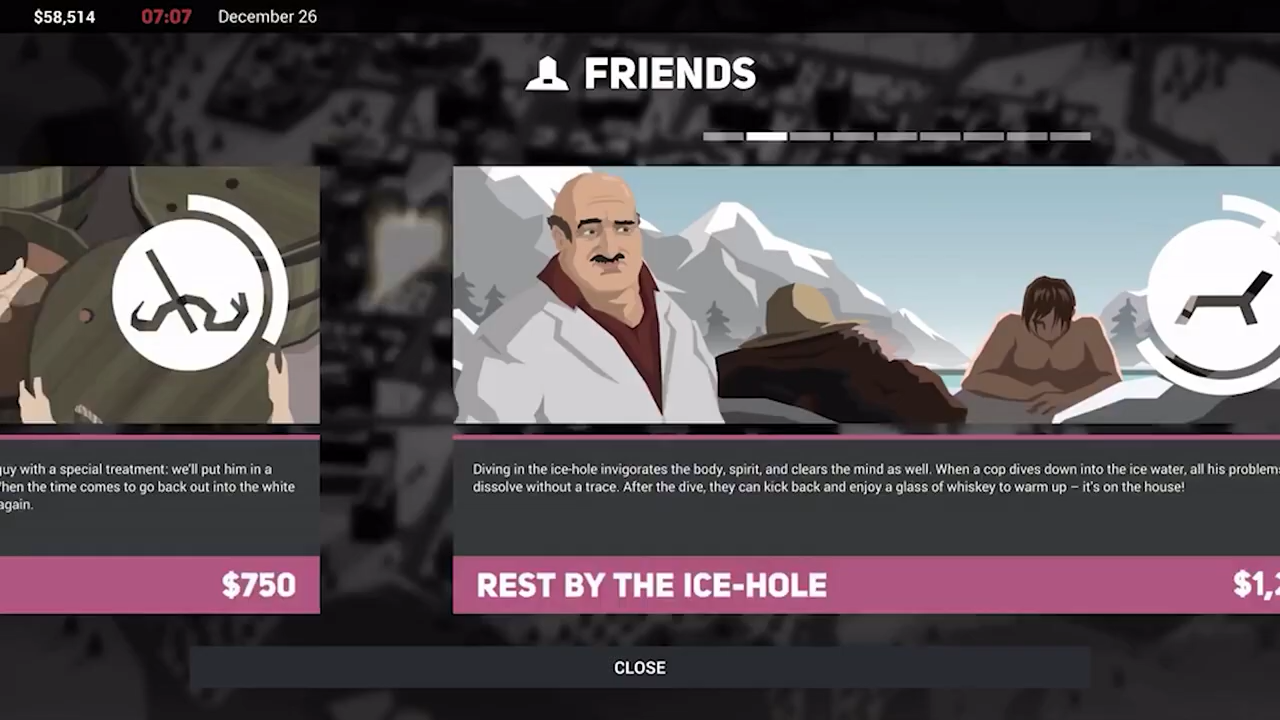 $58,514 07:07 December 26
FRIENDS
guy with a special treatment: we'll put him in a
When the time comes to go back out into the white
again.
$750
Diving in the ice-hole invigorates the body, spirit, and clears the mind as well. When a cop dives down into the ice water, all his problems
dissolve without a trace. After the dive, they can kick back and enjoy a glass of whiskey to warm up – it's on the house!
REST BY THE ICE-HOLE
CLOSE